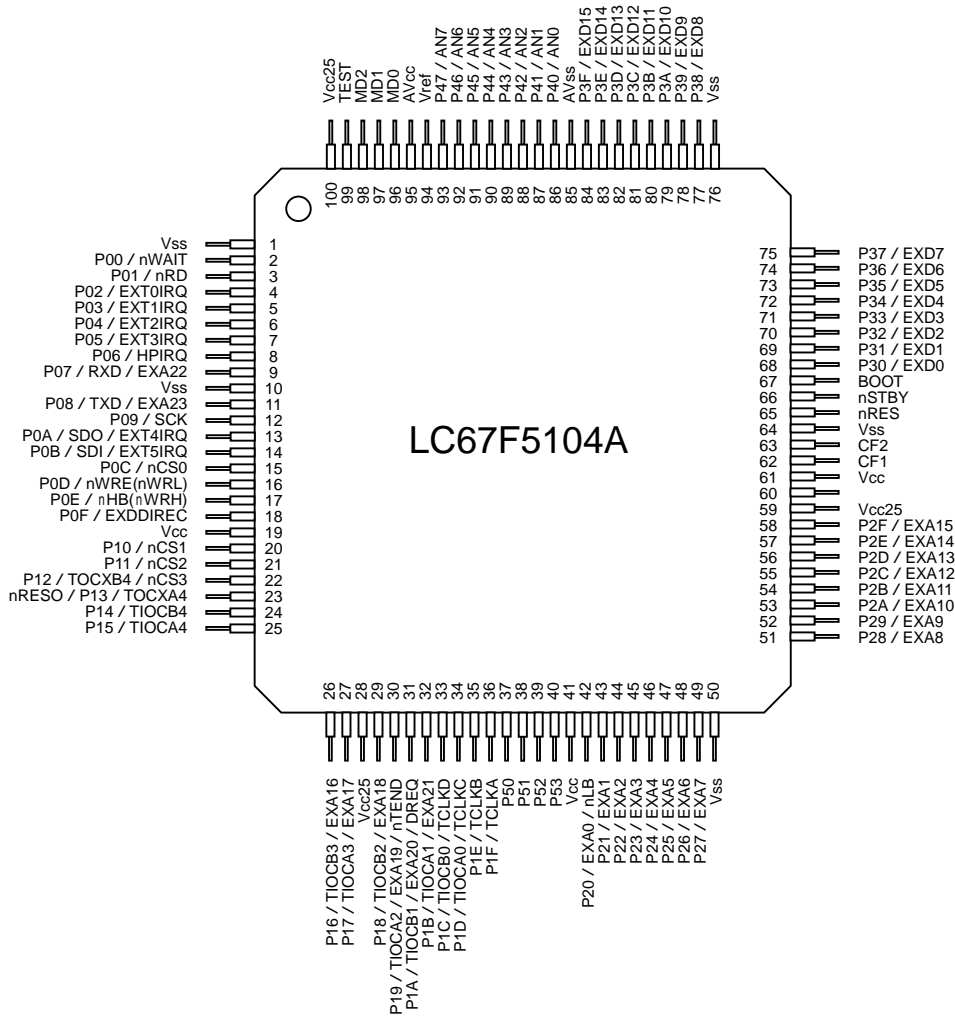 Vcc25
TEST
MD2
MD1
MD0
AVcc
Vref
P47 / AN7
P46 / AN6
P45 / AN5
P44 / AN4
P43 / AN3
P42 / AN2
P41 / AN1
P40 / AN0
AVss
P3F / EXD15
P3E / EXD14
P3D / EXD13
P3C / EXD12
P3B / EXD11
P3A / EXD10
P39 / EXD9
P38 / EXD8
Vss
100
99
98
97
96
95
94
93
92
91
90
89
88
87
86
85
84
83
82
81
80
79
78
77
76
Vss 1
P00 / nWAIT 2
P01 / nRD 3
P02 / EXT0IRQ 4
P03 / EXT1IRQ 5
P04 / EXT2IRQ 6
P05 / EXT3IRQ 7
P06 / HPIRQ 8
P07 / RXD / EXA22 9
Vss 10
P08 / TXD / EXA23 11
P09 / SCK 12
P0A / SDO / EXT4IRQ 13
P0B / SDI / EXT5IRQ 14
P0C / nCS0 15
P0D / nWRE(nWRL) 16
P0E / nHB(nWRH) 17
P0F / EXDDIREC 18
Vcc 19
P10 / nCS1 20
P11 / nCS2 21
P12 / TOCXB4 / nCS3 22
nRESO / P13 / TOCXA4 23
P14 / TIOCB4 24
P15 / TIOCA4 25
LC67F5104A
75 P37 / EXD7
74 P36 / EXD6
73 P35 / EXD5
72 P34 / EXD4
71 P33 / EXD3
70 P32 / EXD2
69 P31 / EXD1
68 P30 / EXD0
67 BOOT
66 nSTBY
65 nRES
64 Vss
63 CF2
62 CF1
61 Vcc
60
59 Vcc25
58 P2F / EXA15
57 P2E / EXA14
56 P2D / EXA13
55 P2C / EXA12
54 P2B / EXA11
53 P2A / EXA10
52 P29 / EXA9
51 P28 / EXA8
26
27
28
29
30
31
32
33
34
35
36
37
38
39
40
41
42
43
44
45
46
47
48
49
50
P16 / TIOCB3 / EXA16
P17 / TIOCA3 / EXA17
Vcc25
P18 / TIOCB2 / EXA18
P19 / TIOCA2 / EXA19 / nTEND
P1A / TIOCB1 / EXA20 / DREQ
P1B / TIOCA1 / EXA21
P1C / TIOCB0 / TCLKD
P1D / TIOCA0 / TCLKC
P1E / TCLKB
P1F / TCLKA
P50
P51
P52
P53
Vcc
P20 / EXA0 / nLB
P21 / EXA1
P22 / EXA2
P23 / EXA3
P24 / EXA4
P25 / EXA5
P26 / EXA6
P27 / EXA7
Vss